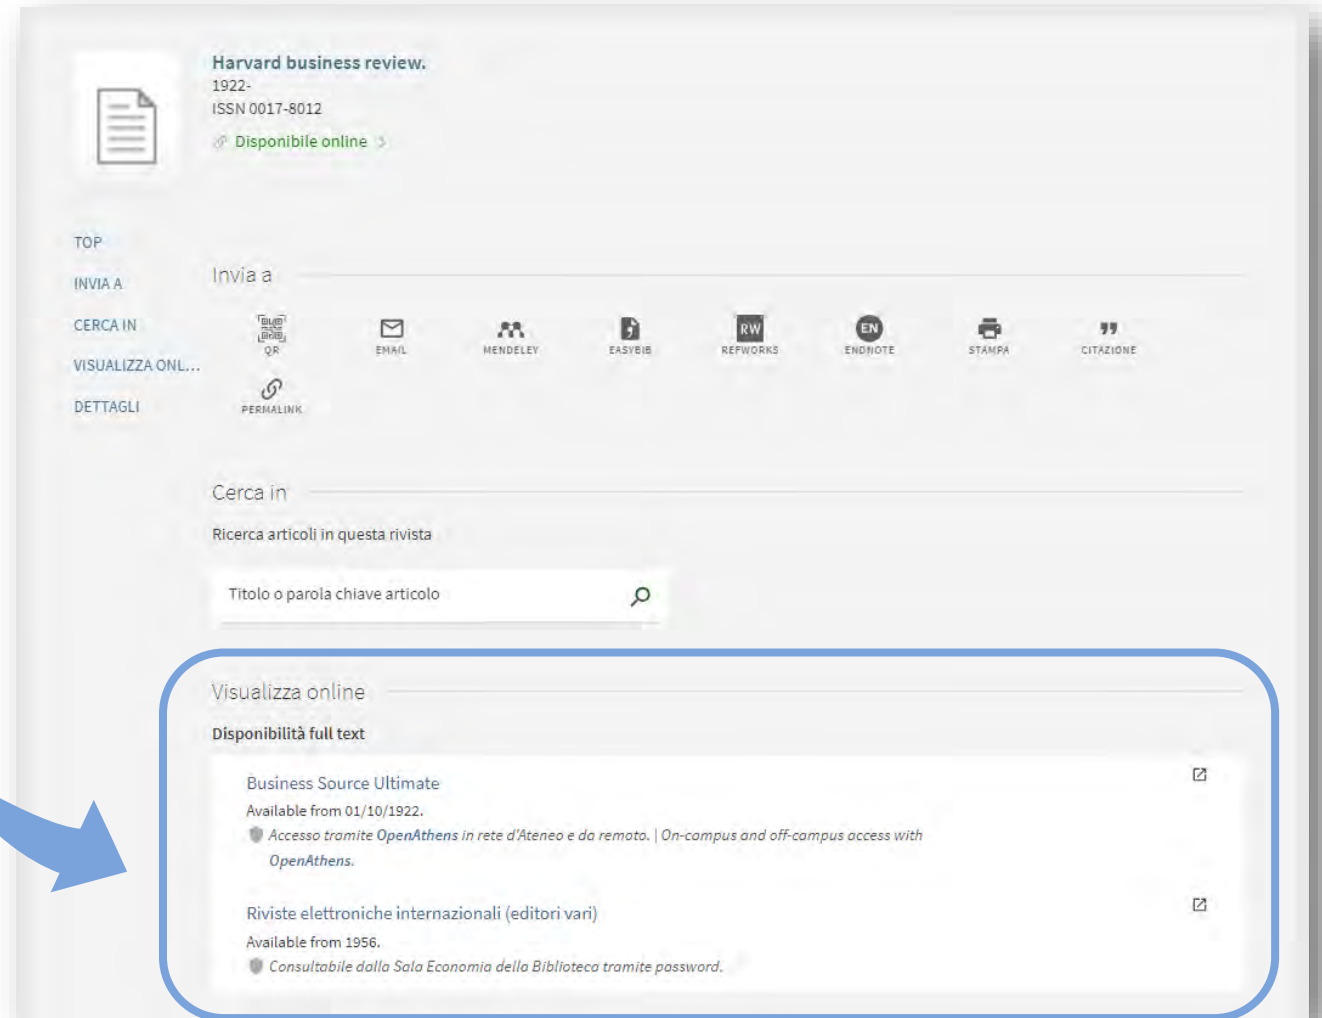 Harvard business review.
1922-
ISSN 0017-8012
Disponibile online
TOP
INVIA A
CERCA IN
VISUALIZZA ONL...
DETTAGLI
Invia a
QR
EMAIL
MENDELEY
EASYBIB
RW
REFWORKS
EN
ENDNOTE
STAMPA
CITAZIONE
PERMALINK
Cerca in
Ricerca articoli in questa rivista
Titolo o parola chiave articolo
Visualizza online
Disponibilità full text
Business Source Ultimate
Available from 01/10/1922.
Accesso tramite OpenAthens in rete d'Ateneo e da remoto. | On-campus and off-campus access with
OpenAthens.
Riviste elettroniche internazionali (editori vari)
Available from 1956.
Consultabile dalla Sala Economia della Biblioteca tramite password.